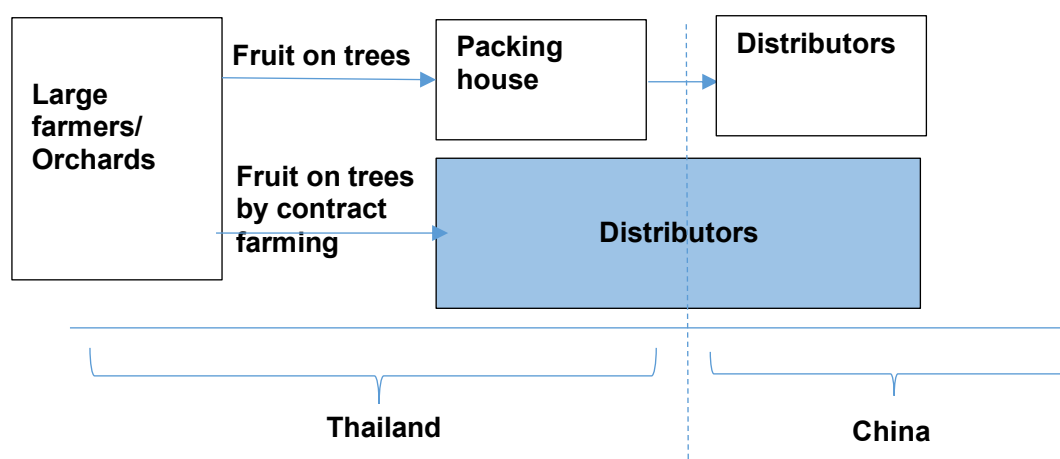 Large
farmers/
Orchards
Fruit on trees
Packing
house
Distributors
Fruit on trees
by contract
farming
Distributors
Thailand
China